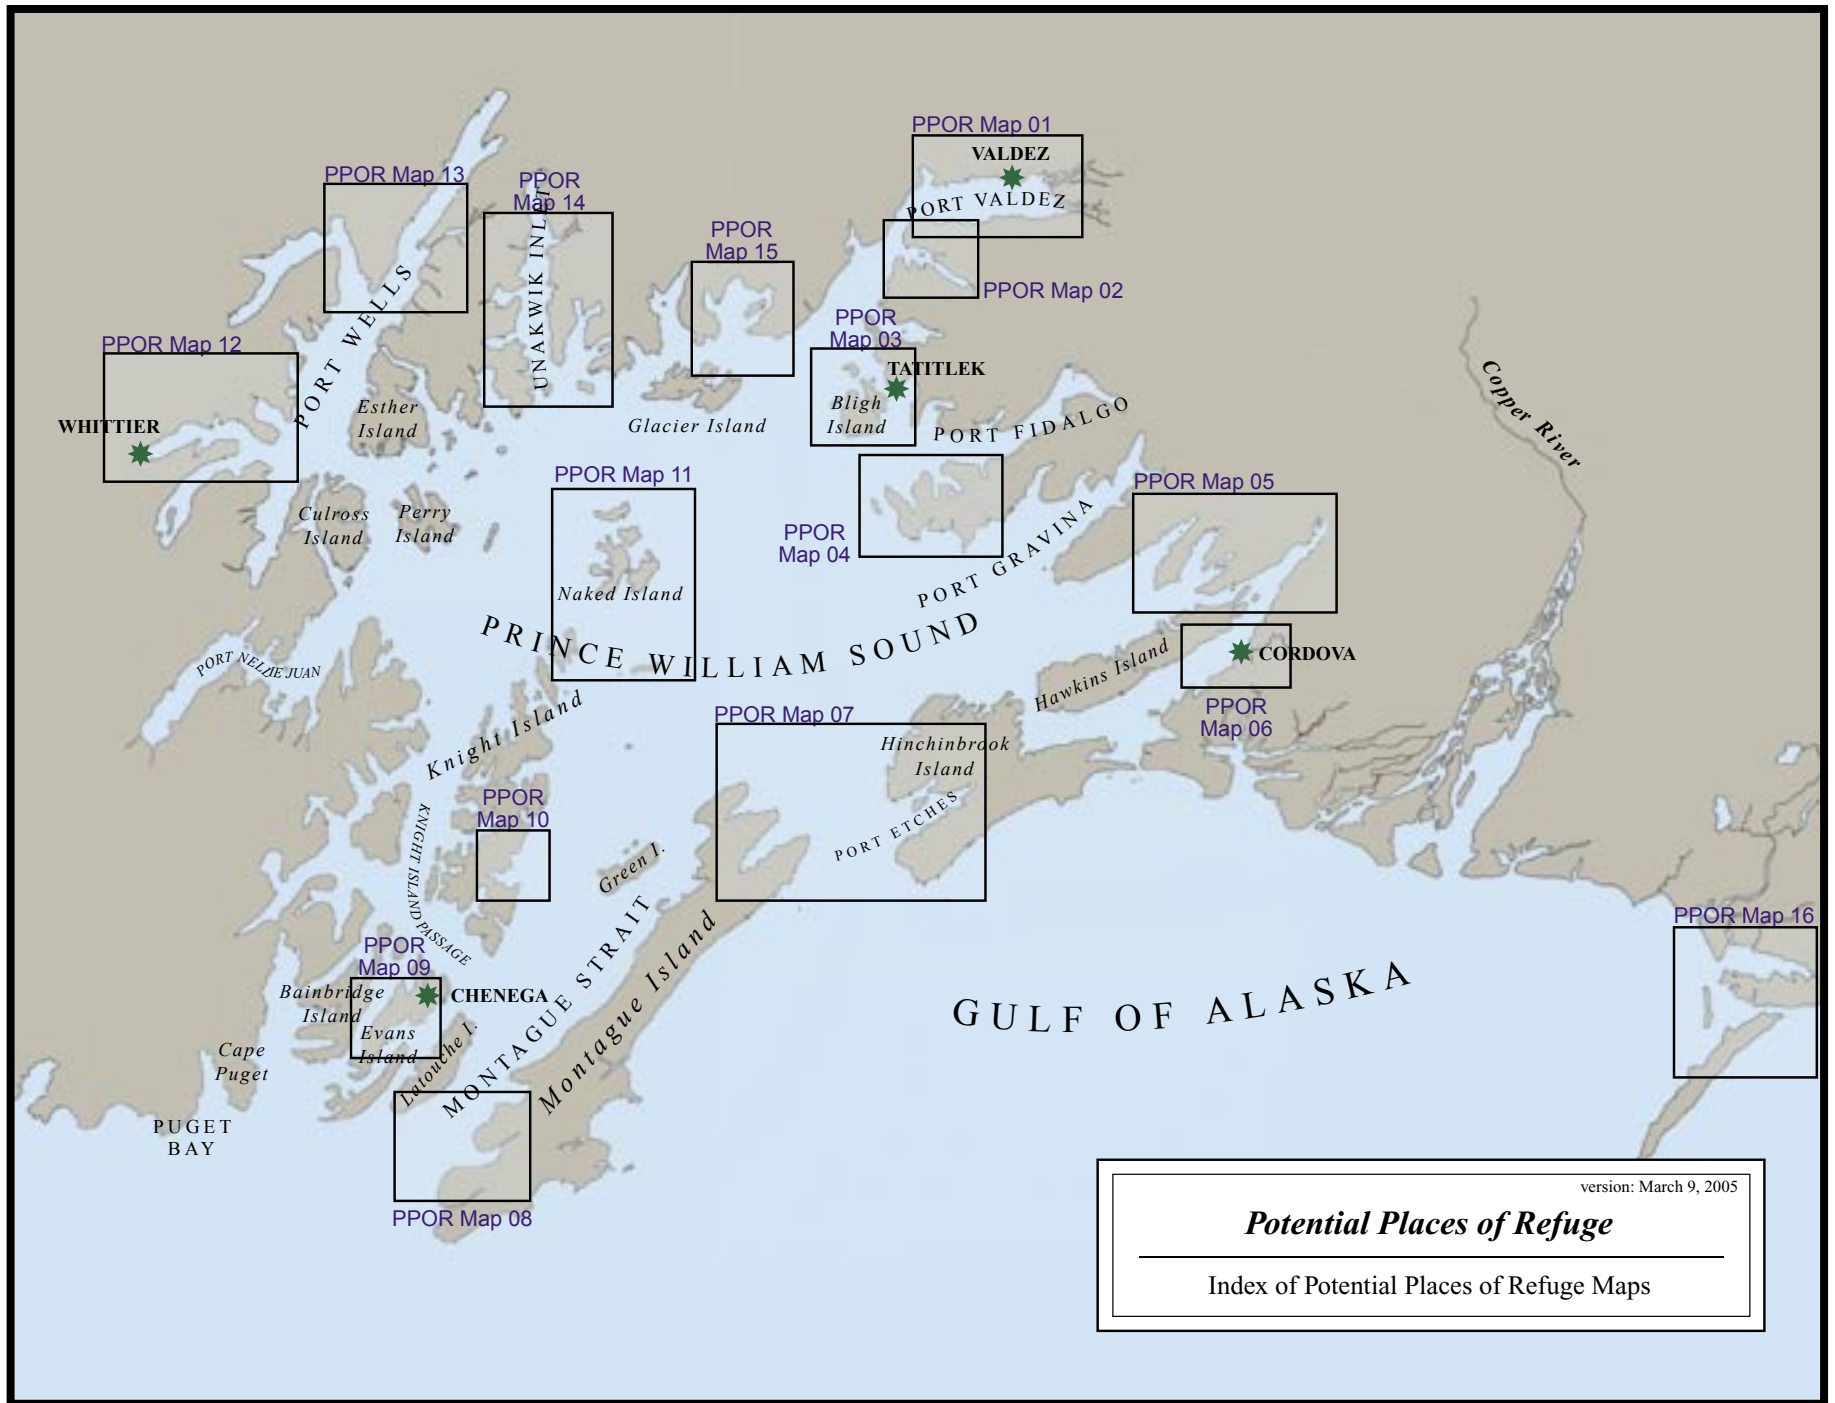 PPOR Map 01
VALDEZ
PORT VALDEZ
PPOR Map 13
PPOR
Map 14
UNAKWIK INLET
PPOR
Map 15
PPOR Map 02
PPOR
Map 03
TATITLEK
Bligh
Island
PPOR Map 12
PORT WELLS
WHITTIER
Esther
Island
Glacier Island
PORT FIDALGO
Copper River
PPOR Map 11
PPOR Map 05
Culross
Island
Perry
Island
PPOR
Map 04
PORT GRAVINA
Naked Island
PRINCE WILLIAM SOUND
PORT NELLIE JUAN
Hawkins Island
CORDOVA
PPOR
Map 06
Knight Island
PPOR Map 07
Hinchinbrook
Island
PORT ETCHES
PPOR
Map 10
KNIGHT ISLAND PASSAGE
Green I.
PPOR Map 16
PPOR
Map 09
Bainbridge
Island
CHENEGA
Evans
Island
Latouche I.
MONTAGUE STRAIT
Montague Island
GULF OF ALASKA
Cape
Puget
PUGET
BAY
PPOR Map 08
version: March 9, 2005
Potential Places of Refuge
Index of Potential Places of Refuge Maps